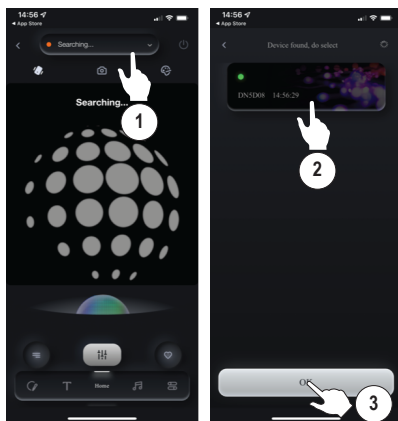 14:56
◂ App Store
Searching...
Searching...
1
T
Home
14:56
◂ App Store
Device found, do select
DN5D08 14:56:29
2
OK
3